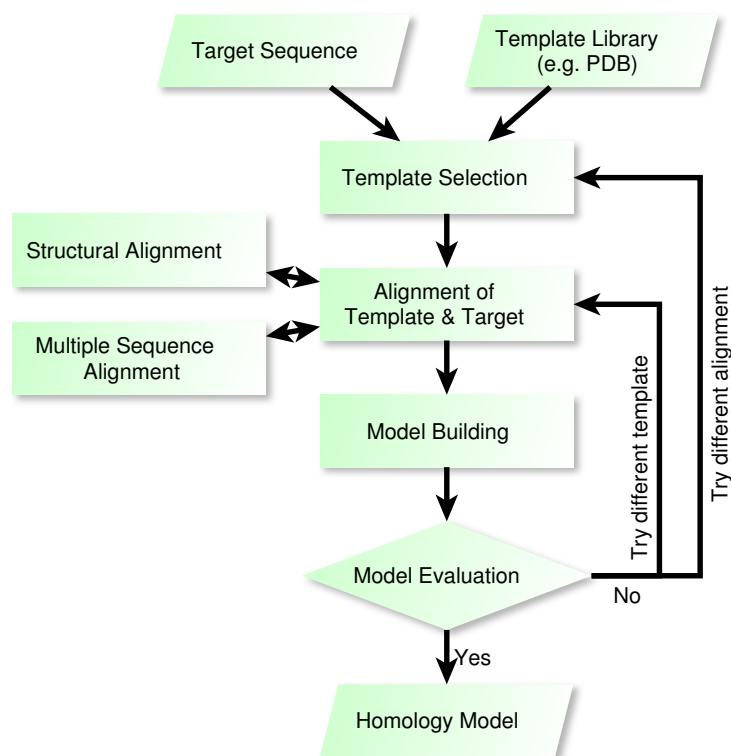 Target Sequence
Template Library
(e.g. PDB)
Template Selection
Structural Alignment
Alignment of
Template & Target
Multiple Sequence
Alignment
Model Building
Try different template
Try different alignment
Model Evaluation
No
Yes
Homology Model